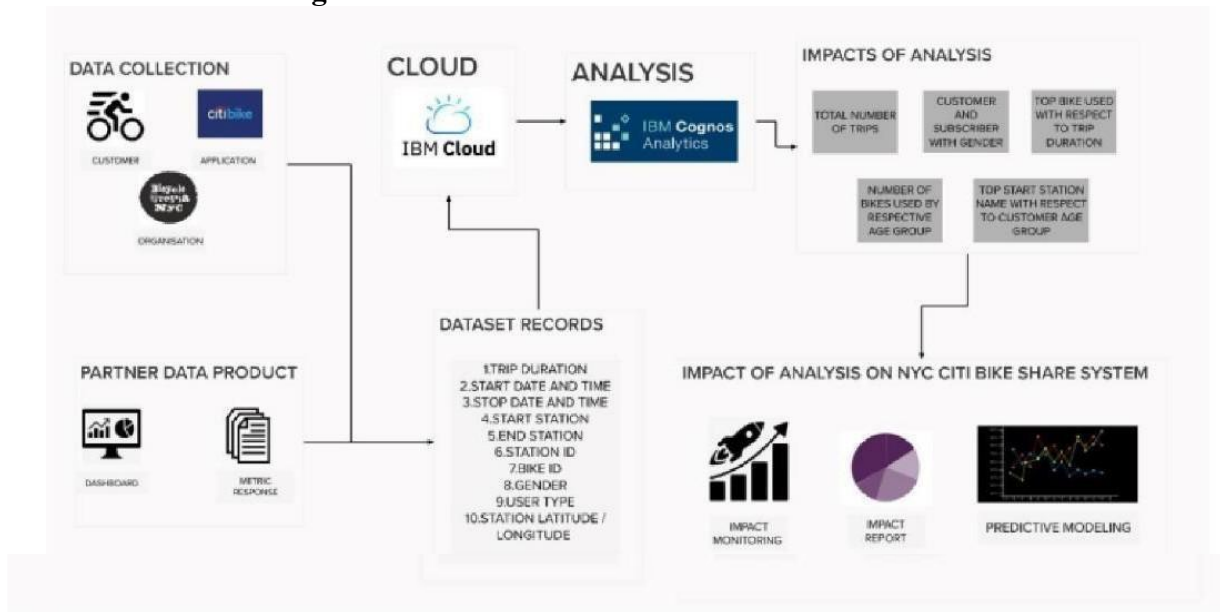 DATA COLLECTION
citibike
CUSTOMER
APPLICATION
Bicycle
NYC
ORGANISATION
CLOUD
IBM Cloud
ANALYSIS
IBM Cognos
Analytics
IMPACTS OF ANALYSIS
TOTAL NUMBER
OF TRIPS
CUSTOMER
AND
SUBSCRIBER
WITH GENDER
TOP BIKE USED
WITH RESPECT
TO TRIP
DURATION
NUMBER OF
BIKES USED BY
RESPECTIVE
AGE GROUP
TOP START STATION
NAME WITH RESPECT
TO CUSTOMER AGE
GROUP
PARTNER DATA PRODUCT
DASHBOARD
METRIC
RESPONSE
DATASET RECORDS
1.TRIP DURATION
2.START DATE AND TIME
3.STOP DATE AND TIME
4.START STATION
5.END STATION
6.STATION ID
7.BIKE ID
8.GENDER
9.USER TYPE
10.STATION LATITUDE /
LONGITUDE
IMPACT OF ANALYSIS ON NYC CITI BIKE SHARE SYSTEM
IMPACT
MONITORING
IMPACT
REPORT
PREDICTIVE MODELING